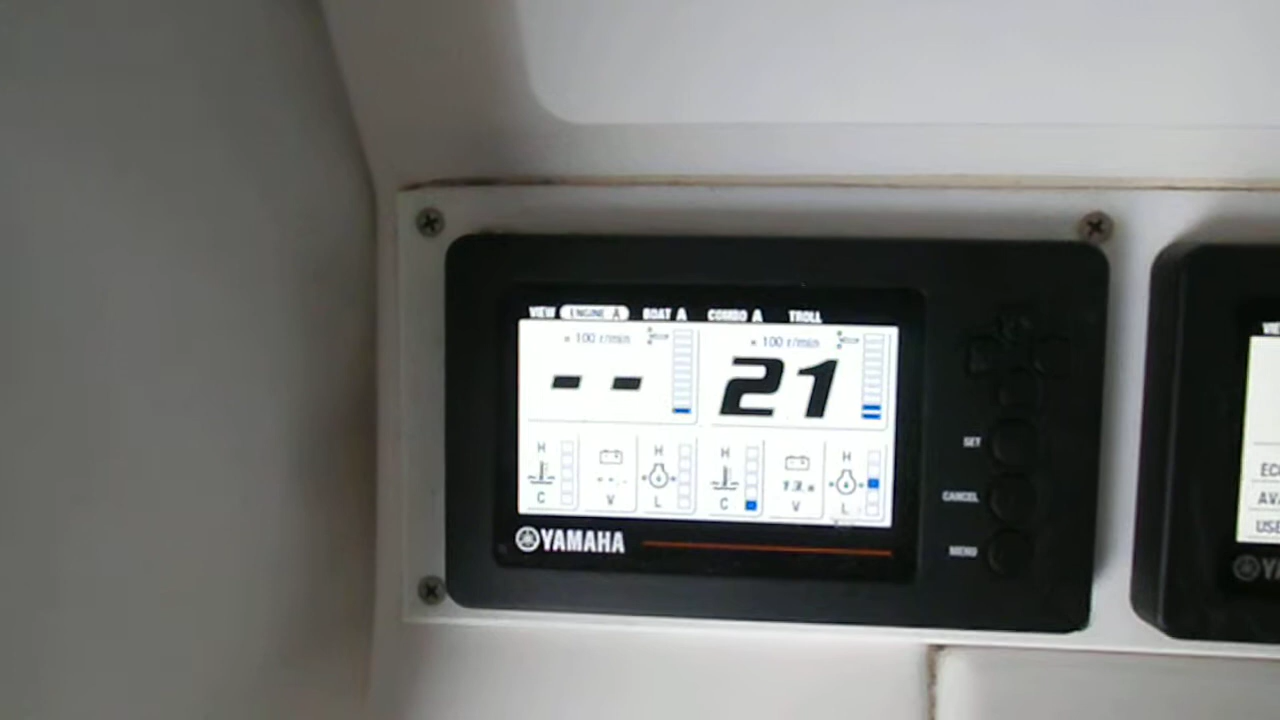 VIEW ENGINE A BOAT A COMBO A TROLL
× 100 r/min × 100 r/min
-- 21
H H H H
C V L C V L
YAMAHA
SET
CANCEL
MENU